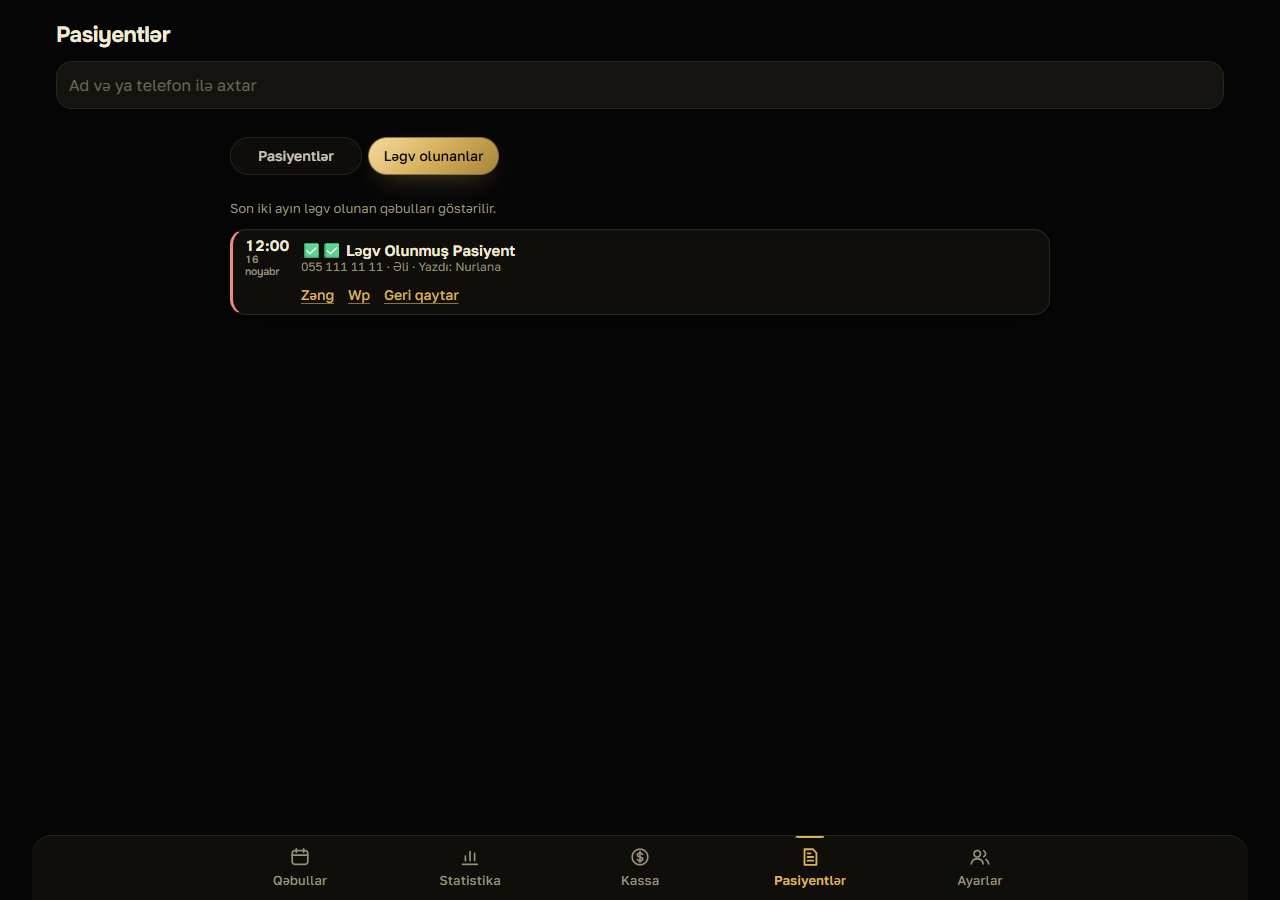 Pasiyentlər
Ad və ya telefon ilə axtar
Pasiyentlər
Ləgv olunanlar
Son iki ayın ləgv olunan qəbulları göstərilir.
12:00
16
noyabr
✅ ✅ Ləgv Olunmuş Pasiyent
055 111 11 11 · Əli · Yazdı: Nurlana
Zəng Wp Geri qaytar
Qəbullar
Statistika
Kassa
Pasiyentlər
Ayarlar